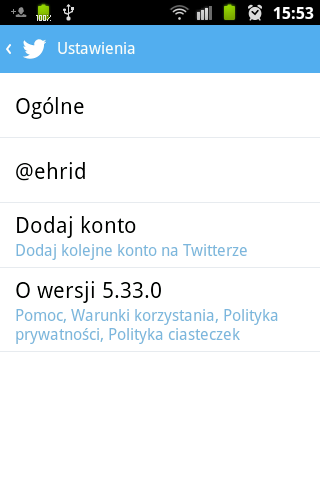 100%
15:53
Ustawienia
Ogólne
@ehrid
Dodaj konto
Dodaj kolejne konto na Twitterze
O wersji 5.33.0
Pomoc, Warunki korzystania, Polityka
prywatności, Polityka ciasteczek